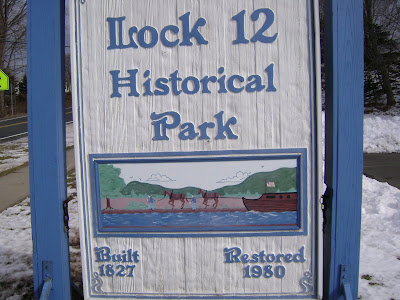 Lock 12
Historical
Park
Built
1827
Restored
1980